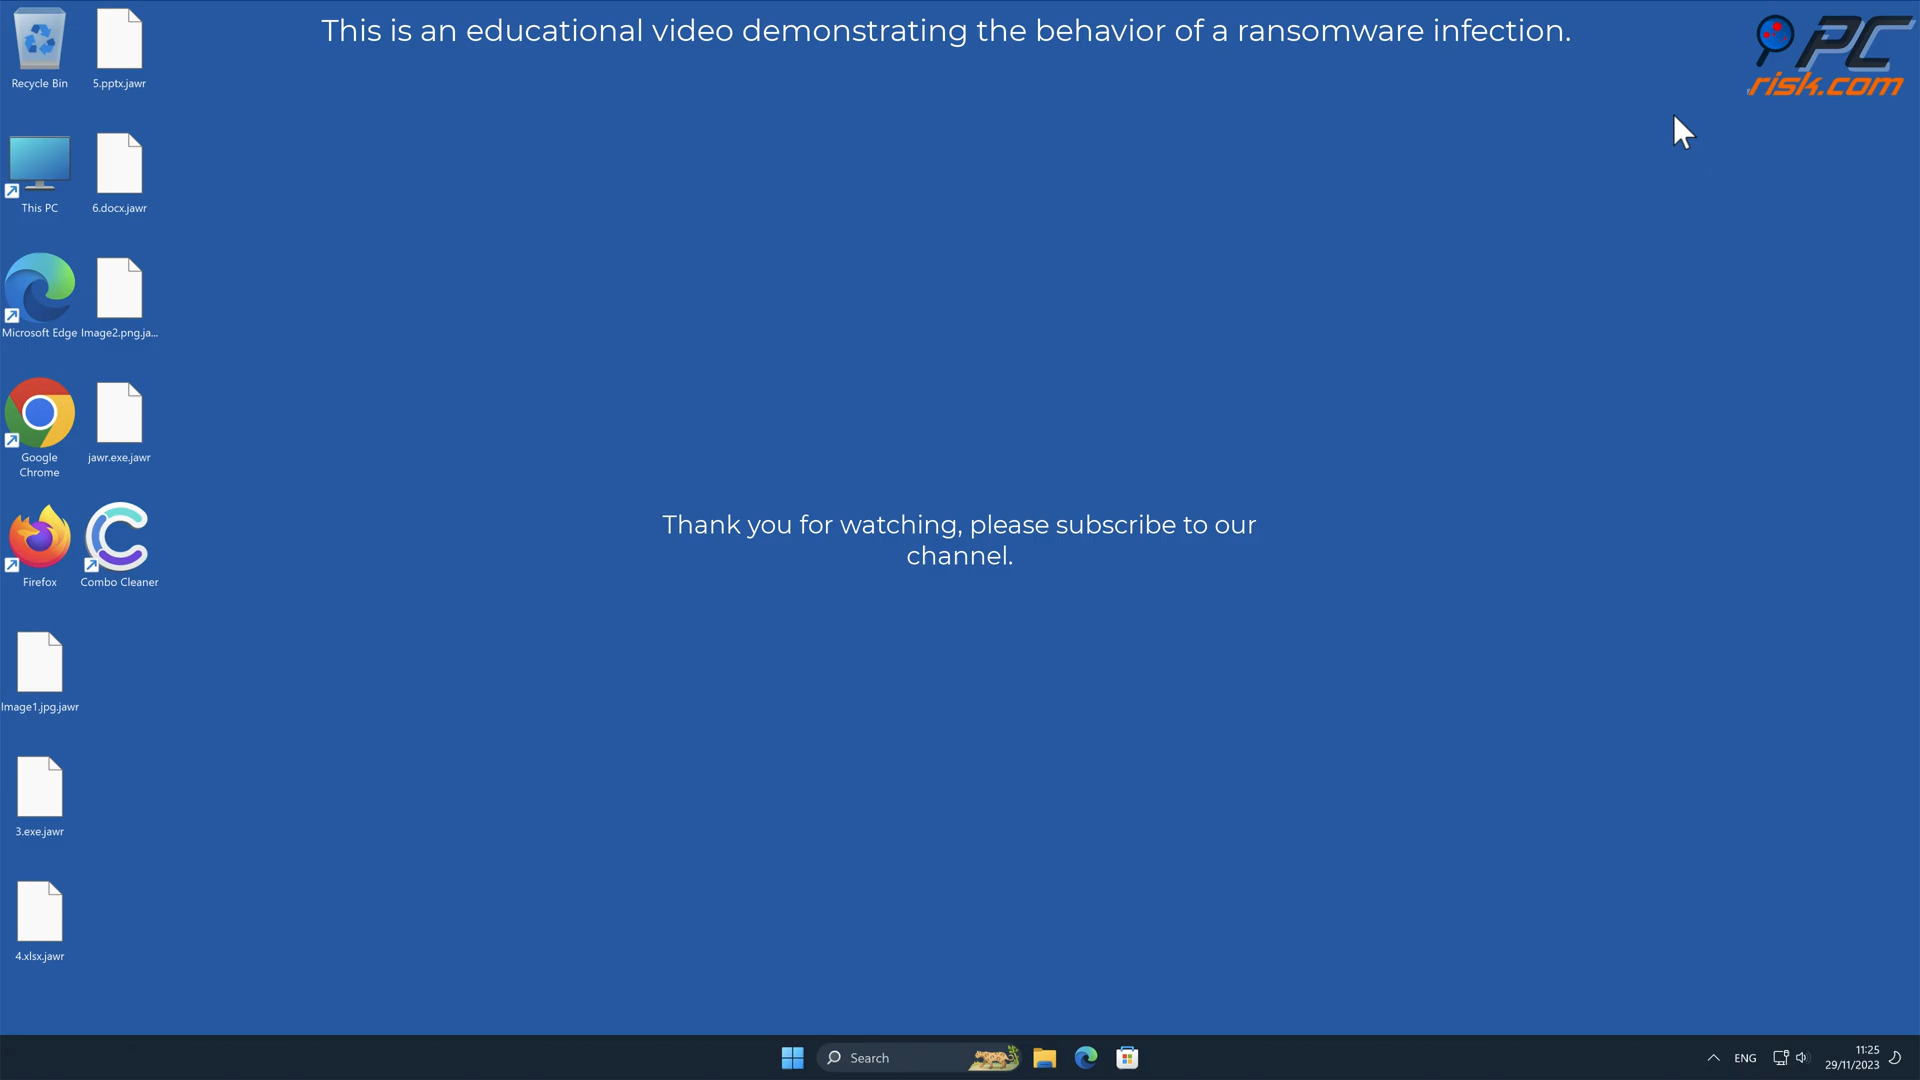 This is an educational video demonstrating the behavior of a ransomware infection.
PC
risk.com
Recycle Bin
5.pptx.jawr
This PC
6.docx.jawr
Microsoft Edge
Image2.png.ja...
Google
Chrome
jawr.exe.jawr
Firefox
Combo Cleaner
Image1.jpg.jawr
3.exe.jawr
4.xlsx.jawr
Thank you for watching, please subscribe to our
channel.
Search
ENG
11:25
29/11/2023